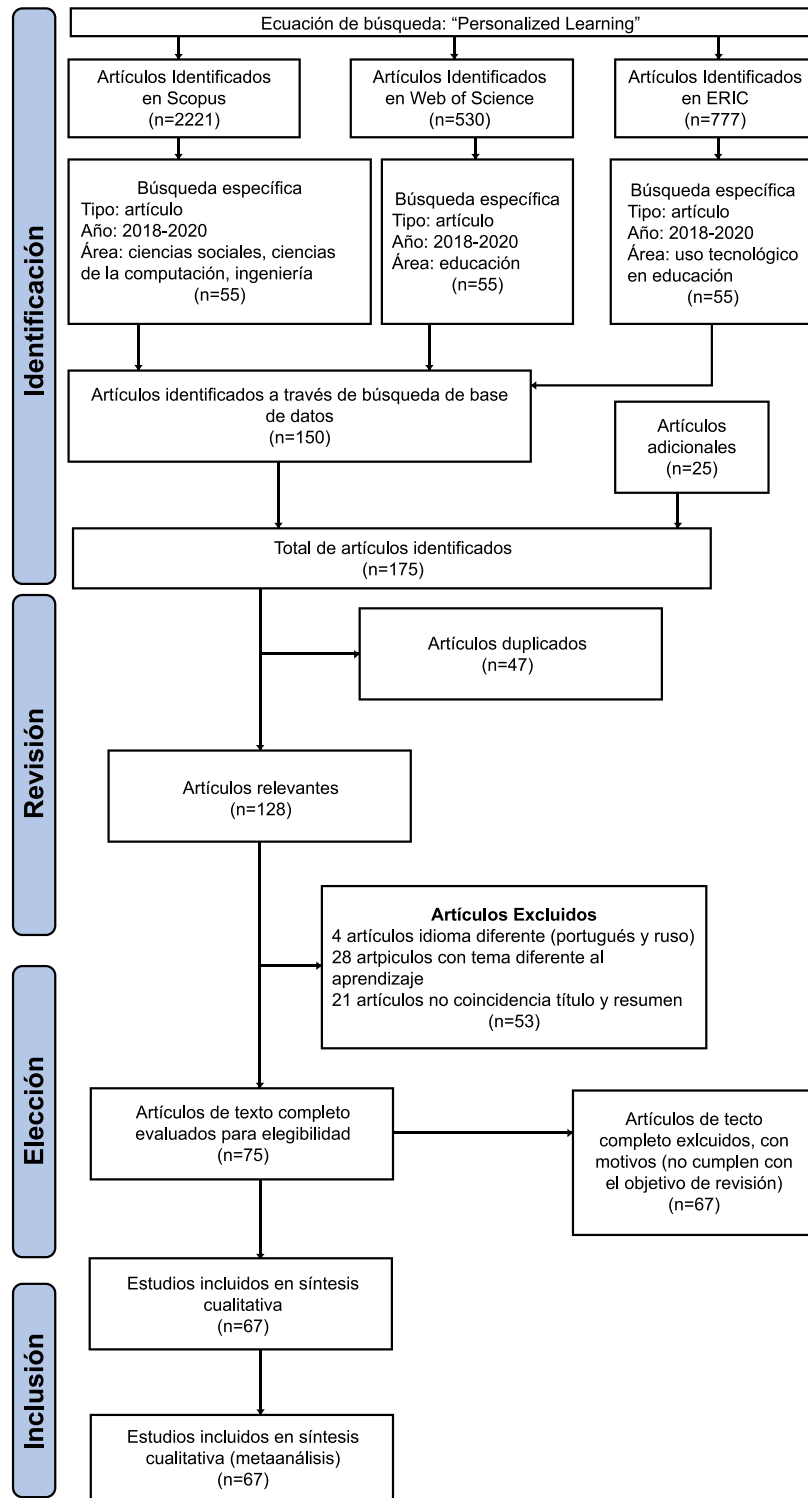 Ecuación de búsqueda: “Personalized Learning”
Artículos Identificados
en Scopus
(n=2221)
Artículos Identificados
en Web of Science
(n=530)
Artículos Identificados
en ERIC
(n=777)
Búsqueda específica
Tipo: artículo
Año: 2018-2020
Área: ciencias sociales, ciencias
de la computación, ingeniería
(n=55)
Búsqueda específica
Tipo: artículo
Año: 2018-2020
Área: educación
(n=55)
Búsqueda específica
Tipo: artículo
Año: 2018-2020
Área: uso tecnológico
en educación
(n=55)
Identificación
Artículos identificados a través de búsqueda de base
de datos
(n=150)
Artículos
adicionales
(n=25)
Total de artículos identificados
(n=175)
Revisión
Artículos duplicados
(n=47)
Artículos relevantes
(n=128)
Artículos Excluidos
4 artículos idioma diferente (portugués y ruso)
28 artpiculos con tema diferente al
aprendizaje
21 artículos no coincidencia título y resumen
(n=53)
Elección
Artículos de texto completo
evaluados para elegibilidad
(n=75)
Artículos de tecto
completo exlcuidos, con
motivos (no cumplen con
el objetivo de revisión)
(n=67)
Inclusión
Estudios incluidos en síntesis
cualitativa
(n=67)
Estudios incluidos en síntesis
cualitativa (metaanálisis)
(n=67)